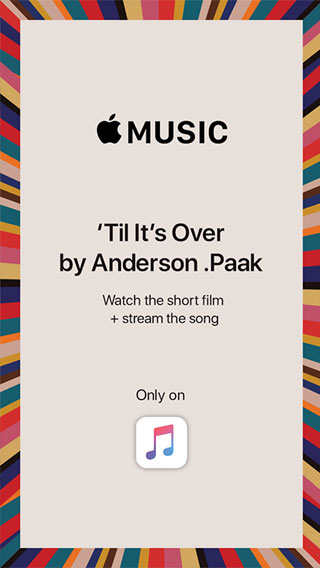 MUSIC
’Til It’s Over
by Anderson .Paak
Watch the short film
+ stream the song
Only on